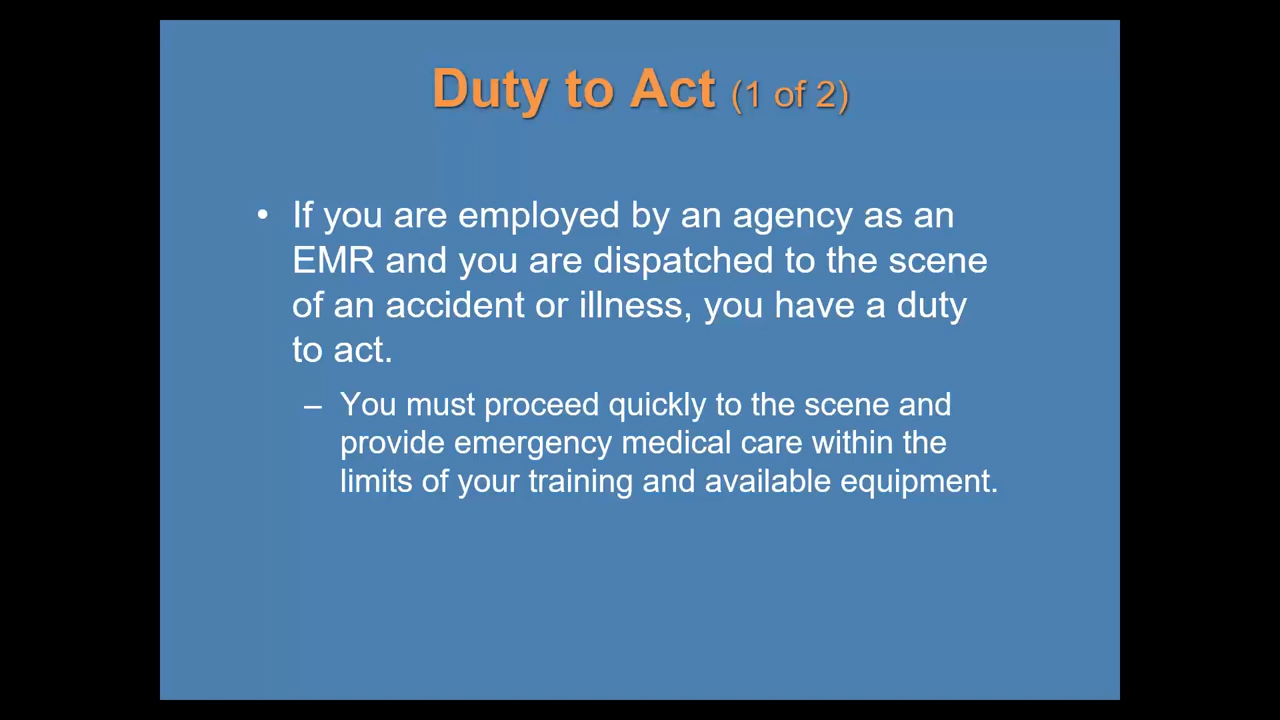 Duty to Act (1 of 2)
• If you are employed by an agency as an
EMR and you are dispatched to the scene
of an accident or illness, you have a duty
to act.
– You must proceed quickly to the scene and
provide emergency medical care within the
limits of your training and available equipment.